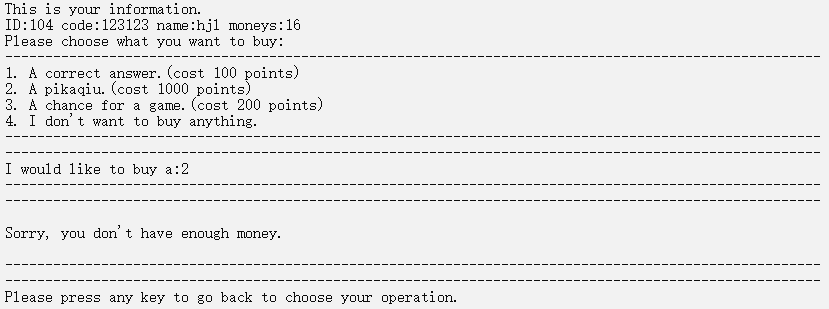 This is your information.
ID:104 code:123123 name:hjl moneys:16
Please choose what you want to buy:
--------------------------------------------------------------------------------------------------------
1. A correct answer.(cost 100 points)
2. A pikaqiu.(cost 1000 points)
3. A chance for a game.(cost 200 points)
4. I don't want to buy anything.
--------------------------------------------------------------------------------------------------------
--------------------------------------------------------------------------------------------------------
I would like to buy a:2
--------------------------------------------------------------------------------------------------------
--------------------------------------------------------------------------------------------------------
Sorry, you don't have enough money.
--------------------------------------------------------------------------------------------------------
--------------------------------------------------------------------------------------------------------
Please press any key to go back to choose your operation.